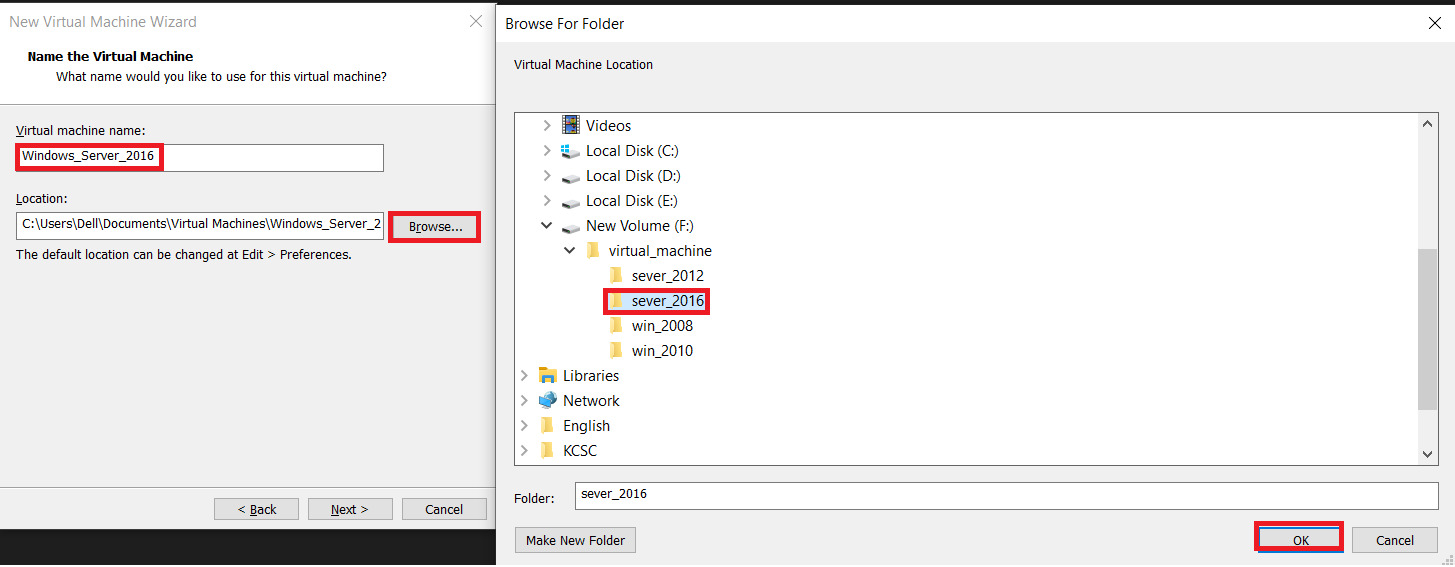 New Virtual Machine Wizard
Name the Virtual Machine
What name would you like to use for this virtual machine?
Virtual machine name:
Windows_Server_2016
Location:
C:\Users\Dell\Documents\Virtual Machines\Windows_Server_2
Browse...
The default location can be changed at Edit > Preferences.
< Back
Next >
Cancel
Browse For Folder
Virtual Machine Location
Videos
Local Disk (C:)
Local Disk (D:)
Local Disk (E:)
New Volume (F:)
virtual_machine
sever_2012
sever_2016
win_2008
win_2010
Libraries
Network
English
KCSC
Folder:
sever_2016
Make New Folder
OK
Cancel